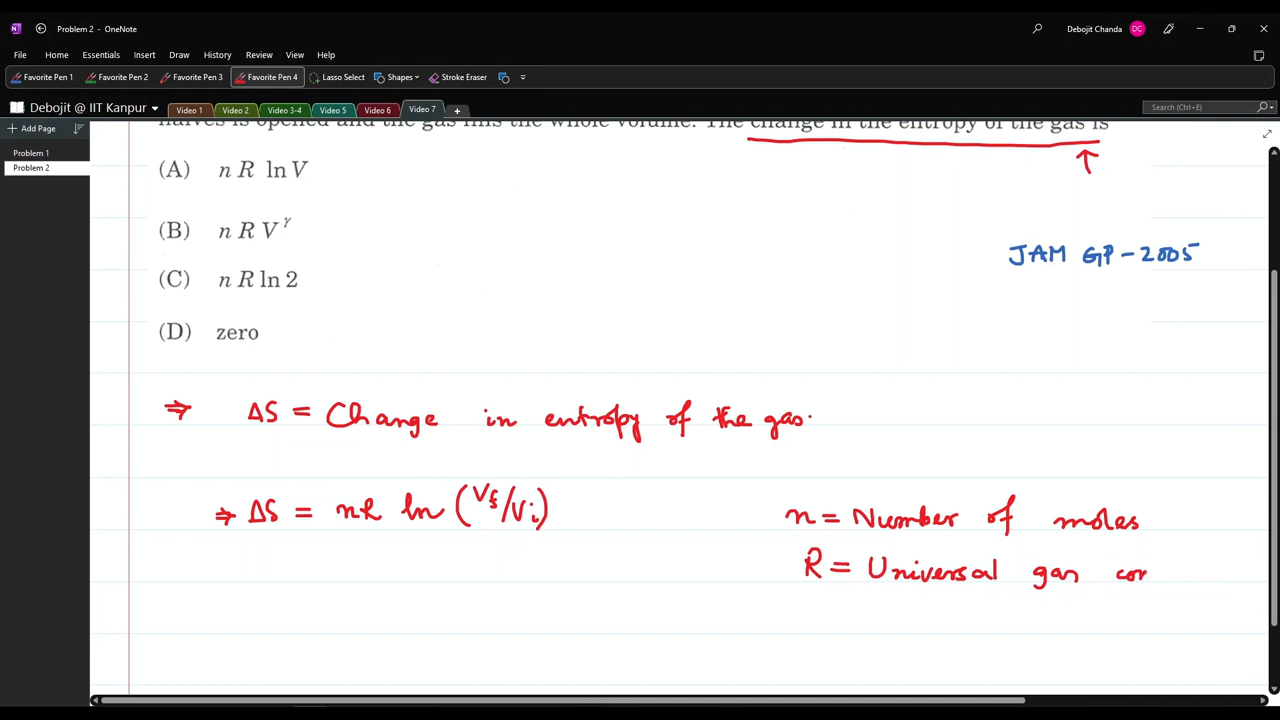 Problem 2 - OneNote
Debojit Chanda DC
File Home Essentials Insert Draw History Review View Help
Favorite Pen 1 Favorite Pen 2 Favorite Pen 3 Favorite Pen 4 Lasso Select Shapes Stroke Eraser
Debojit @ IIT Kanpur Video 1 Video 2 Video 3-4 Video 5 Video 6 Video 7 + Search (Ctrl+E)
+ Add Page
Problem 1
Problem 2
halves is opened and the gas fills the whole volume. The change in the entropy of the gas is
(A) n R ln V
(B) n R V^γ
JAM GP - 2005
(C) n R ln 2
(D) zero
⇒ ΔS = Change in entropy of the gas.
⇒ ΔS = nR ln (Vf/Vi)
n = Number of moles
R = Universal gas con